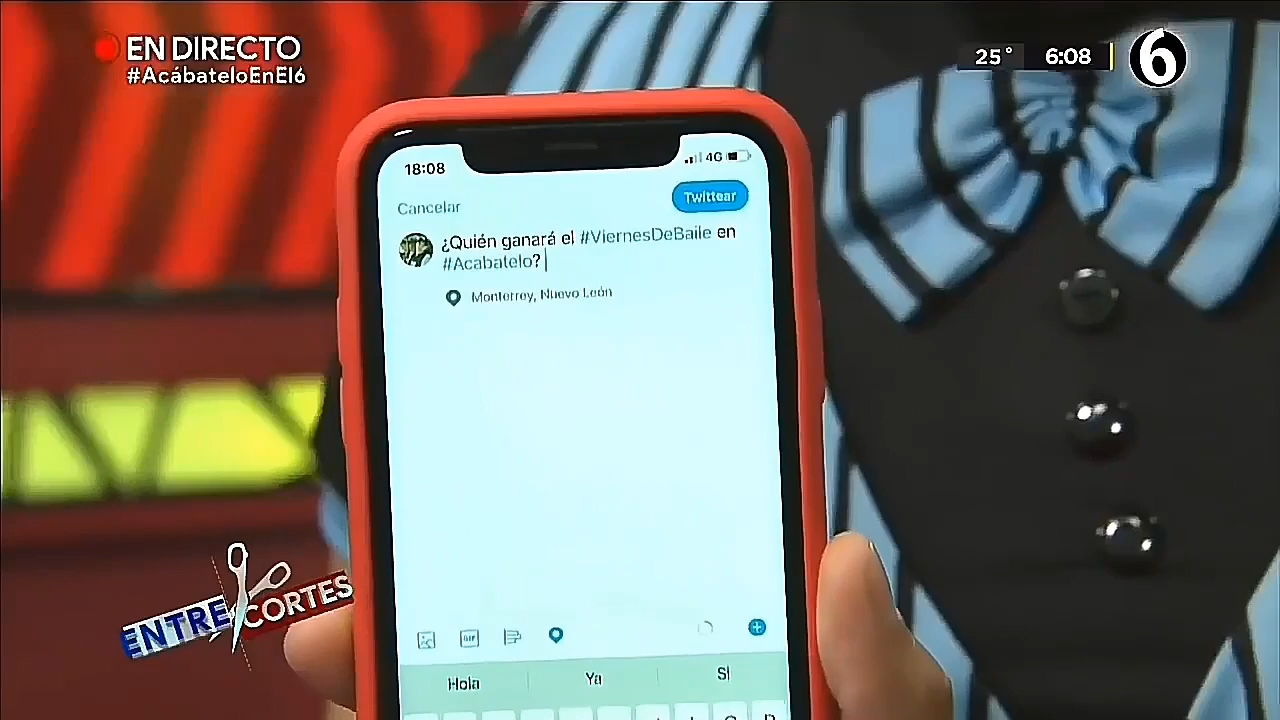 EN DIRECTO
#AcábateloEnEl6
25° 6:08
6
18:08
4G
Cancelar
Twittear
¿Quién ganará el #ViernesDeBaile en
#Acabatelo?
Monterrey, Nuevo León
ENTRE CORTES
GIF
Hola Ya Sí